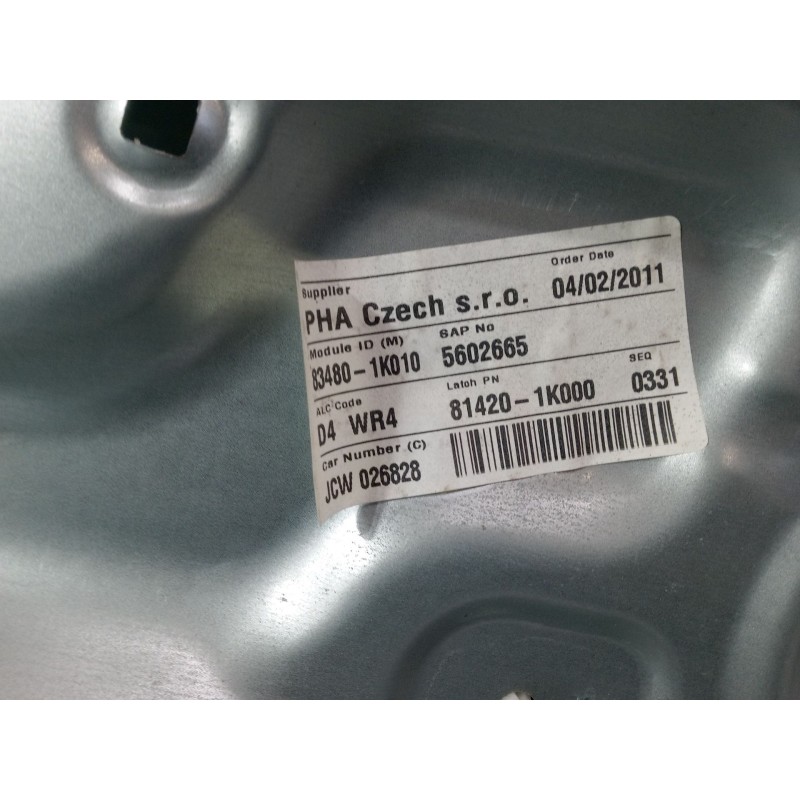 Supplier Order Date
PHA Czech s.r.o. 04/02/2011
Module ID (M) SAP No
83480-1K010 5602665
ALC Code Latch PN SEQ
D4 WR4 81420-1K000 0331
Car Number (C)
JCW 026828